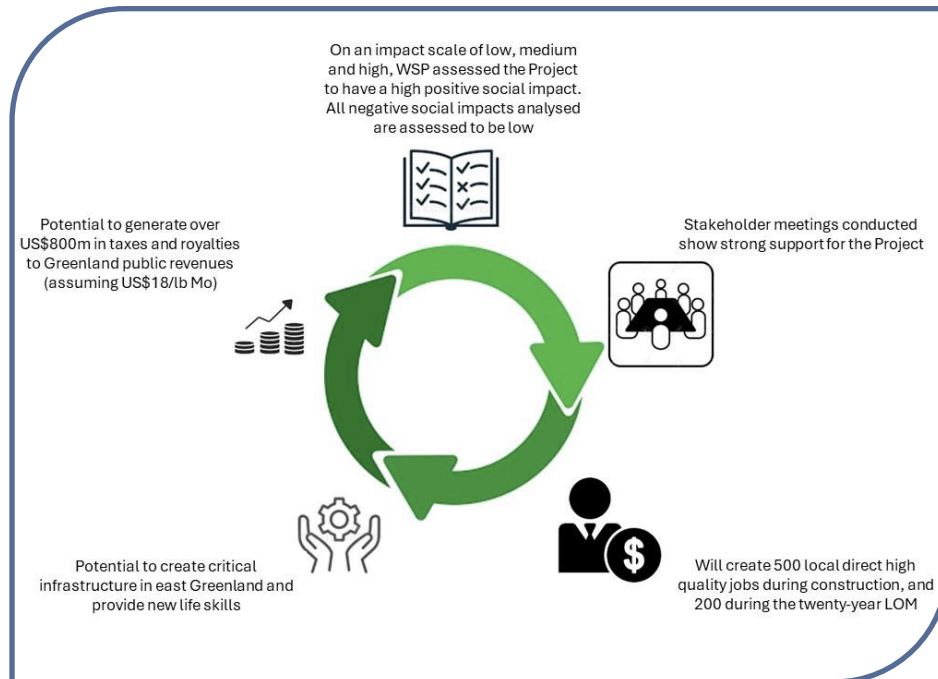 On an impact scale of low, medium
and high, WSP assessed the Project
to have a high positive social impact.
All negative social impacts analysed
are assessed to be low
Potential to generate over
US$800m in taxes and royalties
to Greenland public revenues
(assuming US$18/lb Mo)
Stakeholder meetings conducted
show strong support for the Project
$
Potential to create critical
infrastructure in east Greenland and
provide new life skills
Will create 500 local direct high
quality jobs during construction, and
200 during the twenty-year LOM